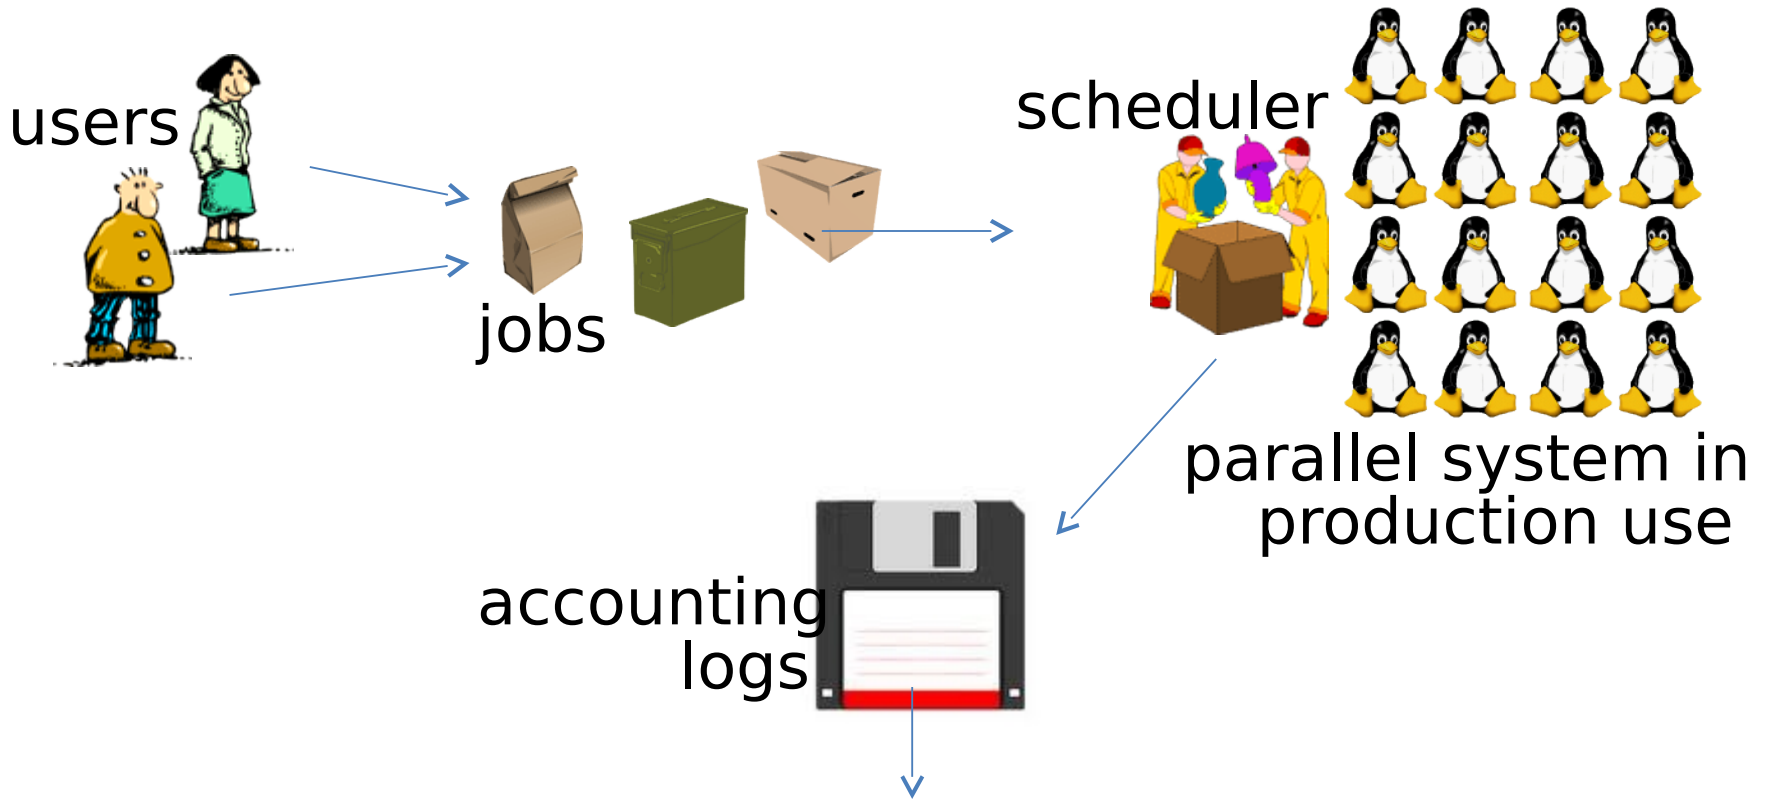 users
scheduler
jobs
parallel system in
production use
accounting
logs